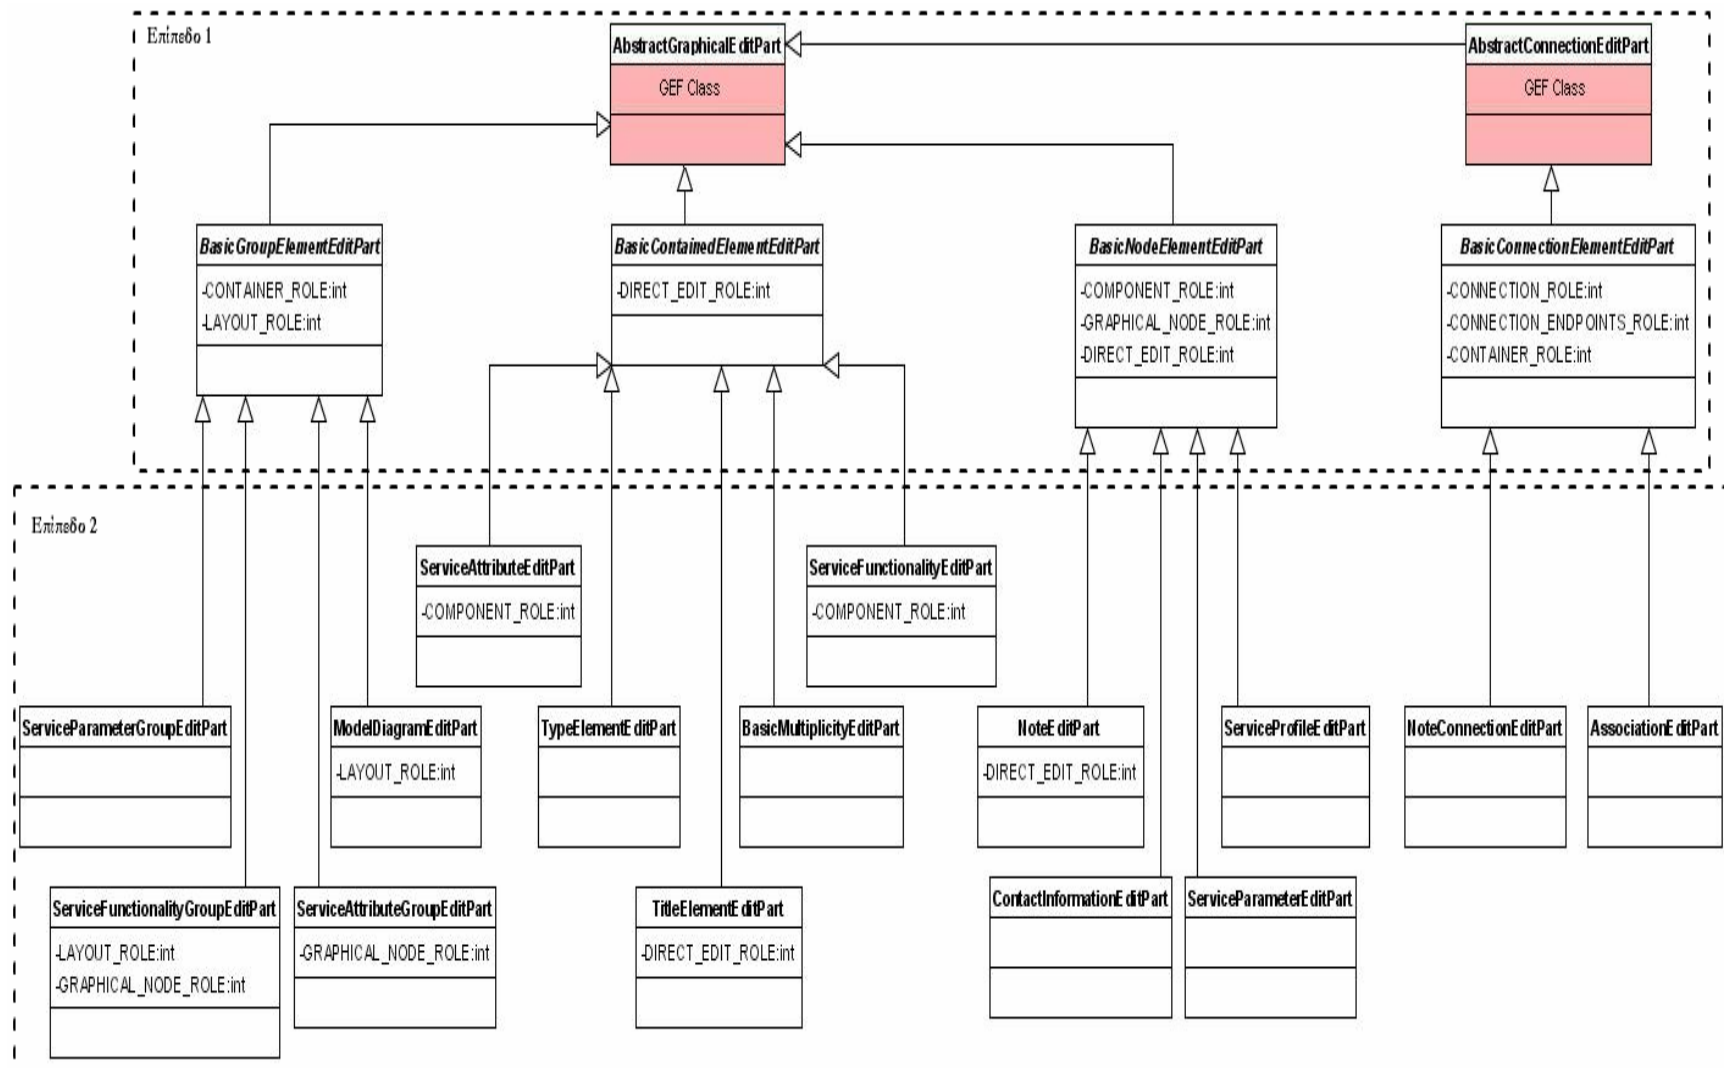 Επίπεδο 1
AbstractGraphicalEditPart
GEF Class
AbstractConnectionEditPart
GEF Class
BasicGroupElementEditPart
-CONTAINER_ROLE:int
-LAYOUT_ROLE:int
BasicContainedElementEditPart
-DIRECT_EDIT_ROLE:int
BasicNodeElementEditPart
-COMPONENT_ROLE:int
-GRAPHICAL_NODE_ROLE:int
-DIRECT_EDIT_ROLE:int
BasicConnectionElementEditPart
-CONNECTION_ROLE:int
-CONNECTION_ENDPOINTS_ROLE:int
-CONTAINER_ROLE:int
Επίπεδο 2
ServiceAttributeEditPart
-COMPONENT_ROLE:int
ServiceFunctionalityEditPart
-COMPONENT_ROLE:int
ServiceParameterGroupEditPart
ModelDiagramEditPart
-LAYOUT_ROLE:int
TypeElementEditPart
BasicMultiplicityEditPart
NoteEditPart
-DIRECT_EDIT_ROLE:int
ServiceProfileEditPart
NoteConnectionEditPart
AssociationEditPart
ServiceFunctionalityGroupEditPart
-LAYOUT_ROLE:int
-GRAPHICAL_NODE_ROLE:int
ServiceAttributeGroupEditPart
-GRAPHICAL_NODE_ROLE:int
TitleElementEditPart
-DIRECT_EDIT_ROLE:int
ContactInformationEditPart
ServiceParameterEditPart